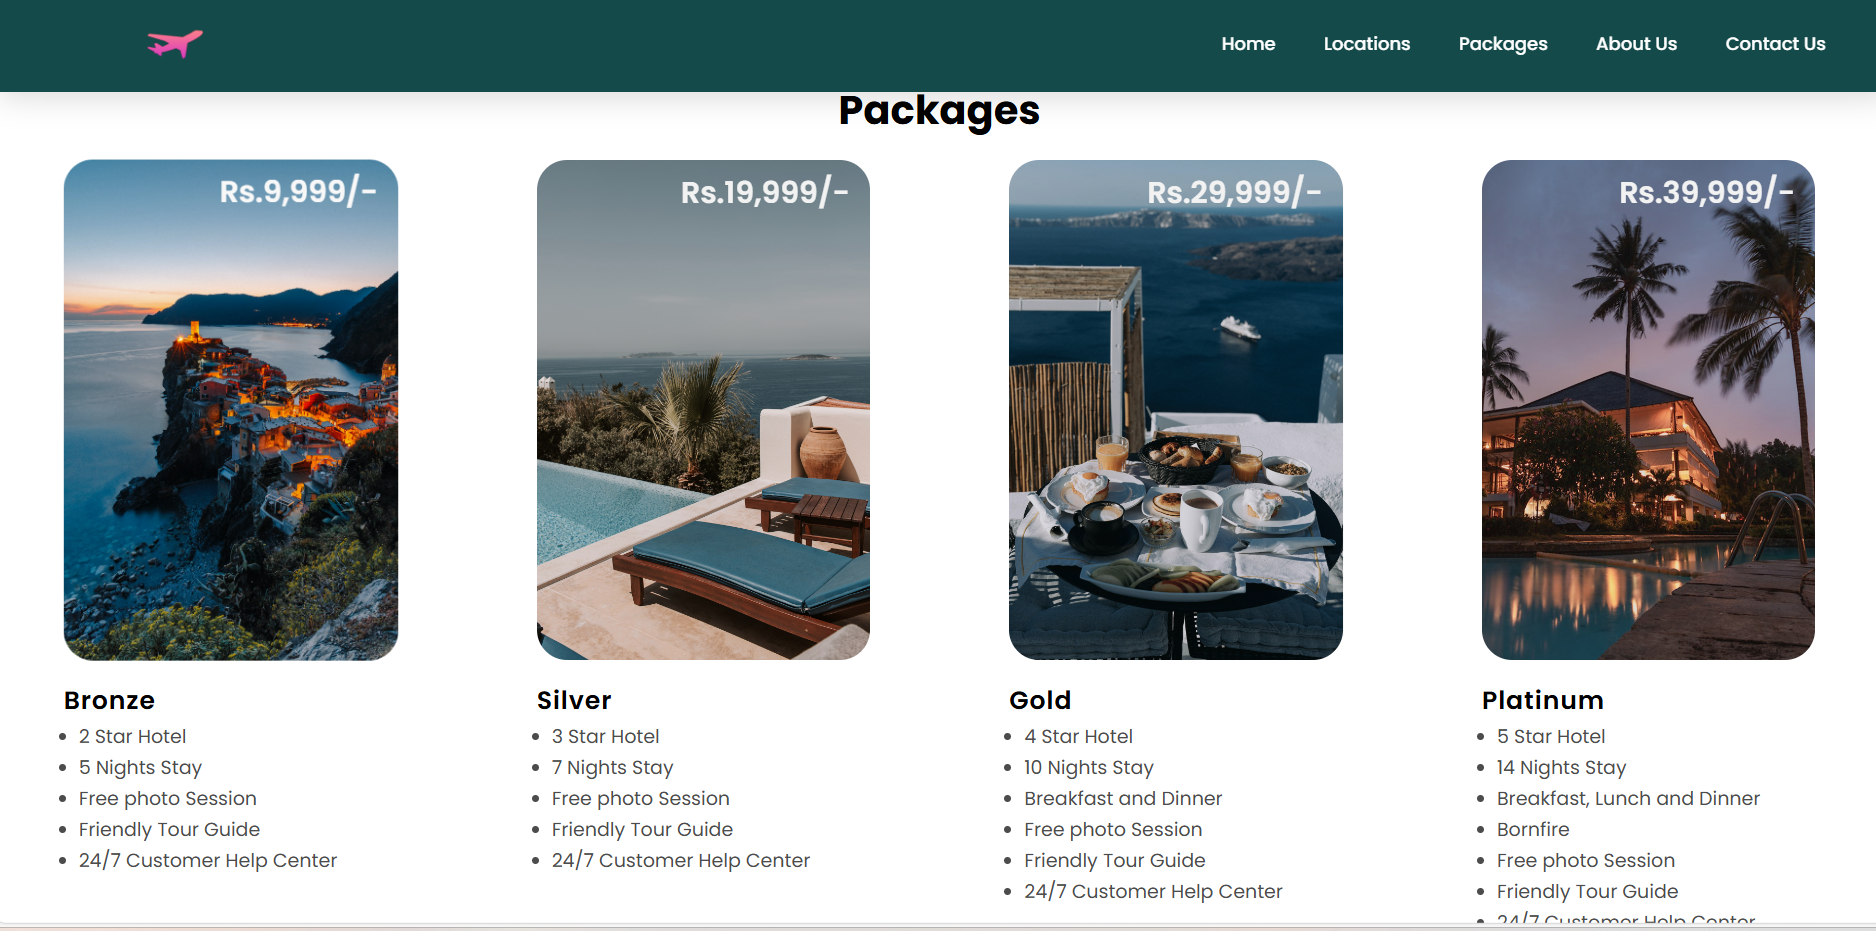 Home Locations Packages About Us Contact Us
Packages
Rs.9,999/-
Rs.19,999/-
Rs.29,999/-
Rs.39,999/-
Bronze
2 Star Hotel
5 Nights Stay
Free photo Session
Friendly Tour Guide
24/7 Customer Help Center
Silver
3 Star Hotel
7 Nights Stay
Free photo Session
Friendly Tour Guide
24/7 Customer Help Center
Gold
4 Star Hotel
10 Nights Stay
Breakfast and Dinner
Free photo Session
Friendly Tour Guide
24/7 Customer Help Center
Platinum
5 Star Hotel
14 Nights Stay
Breakfast, Lunch and Dinner
Bornfire
Free photo Session
Friendly Tour Guide
24/7 Customer Help Center